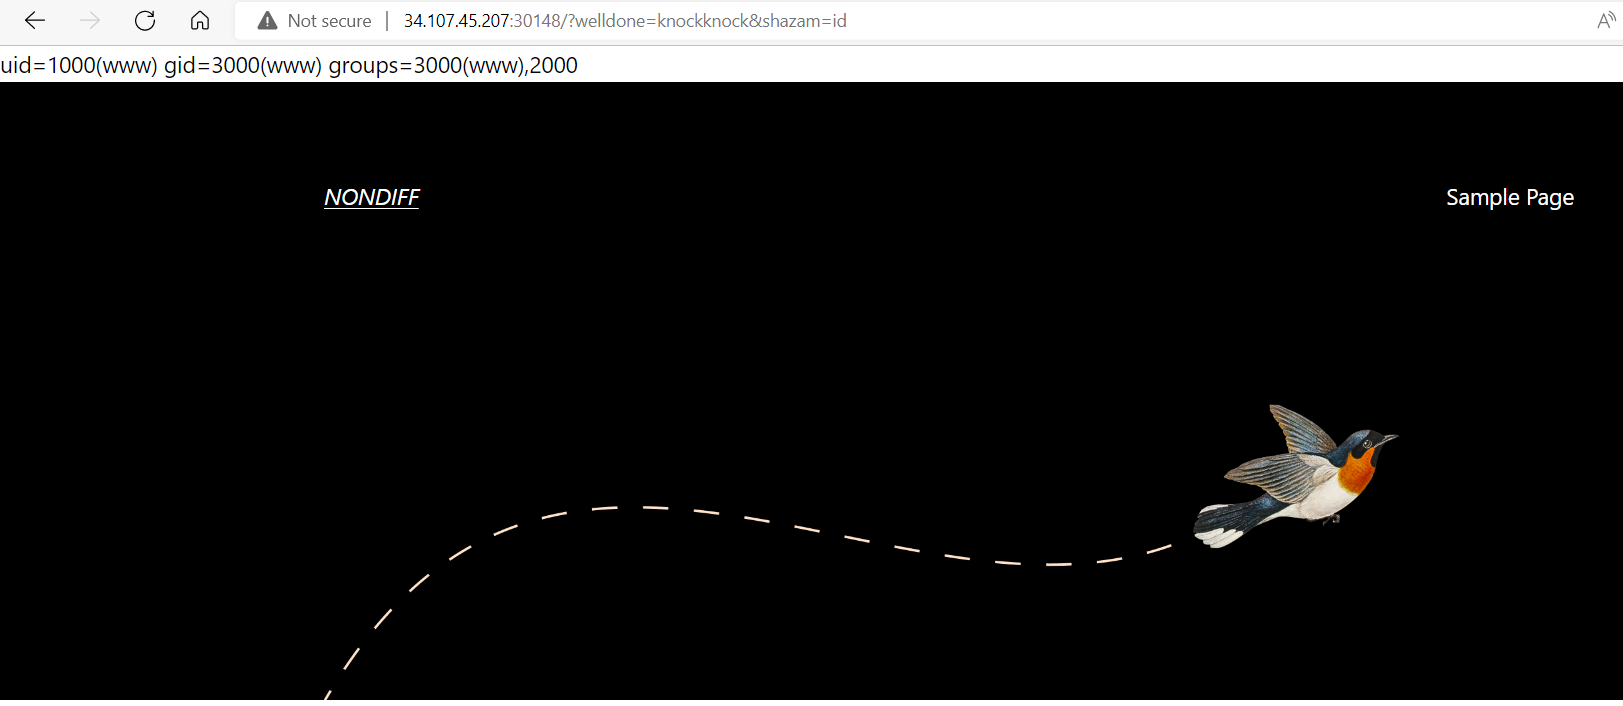 Not secure | 34.107.45.207:30148/?welldone=knockknock&shazam=id A
uid=1000(www) gid=3000(www) groups=3000(www),2000
NONDIFF Sample Page